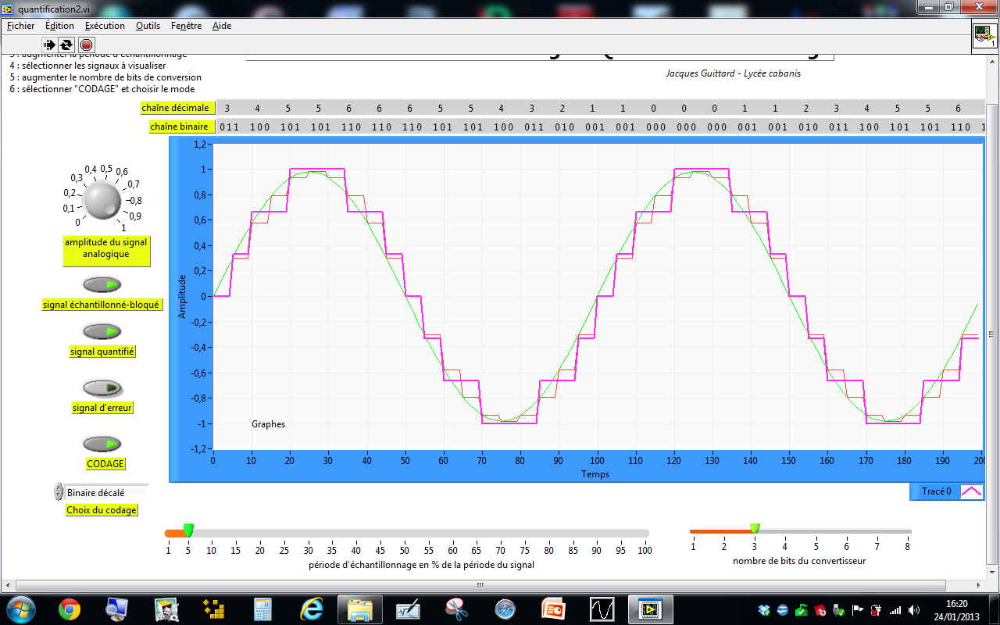 quantification2.vi
Fichier Édition Exécution Outils Fenêtre Aide
1
3 : augmenter la période d'échantillonnage
4 : sélectionner les signaux à visualiser
5 : augmenter le nombre de bits de conversion
6 : sélectionner "CODAGE" et choisir le mode
Jacques Guittard - Lycée cabanis
chaîne décimale 3 4 5 5 6 6 6 5 5 4 3 2 1 1 0 0 0 1 1 2 3 4 5 5 6
chaîne binaire 011 100 101 101 110 110 110 101 101 100 011 010 001 001 000 000 000 001 001 010 011 100 101 101 110 1
0 0,1 0,2 0,3 0,4 0,5 0,6 0,7 0,8 0,9 1
amplitude du signal
analogique
signal échantillonné-bloqué
signal quantifié
signal d'erreur
CODAGE
Binaire décalé
Choix du codage
Amplitude
1,2
1
0,8
0,6
0,4
0,2
0
-0,2
-0,4
-0,6
-0,8
-1
-1,2
Graphes
0 10 20 30 40 50 60 70 80 90 100 110 120 130 140 150 160 170 180 190 200
Temps
Tracé 0
1 5 10 15 20 25 30 35 40 45 50 55 60 65 70 75 80 85 90 95 100
période d'échantillonnage en % de la période du signal
1 2 3 4 5 6 7 8
nombre de bits du convertisseur
16:20
24/01/2013